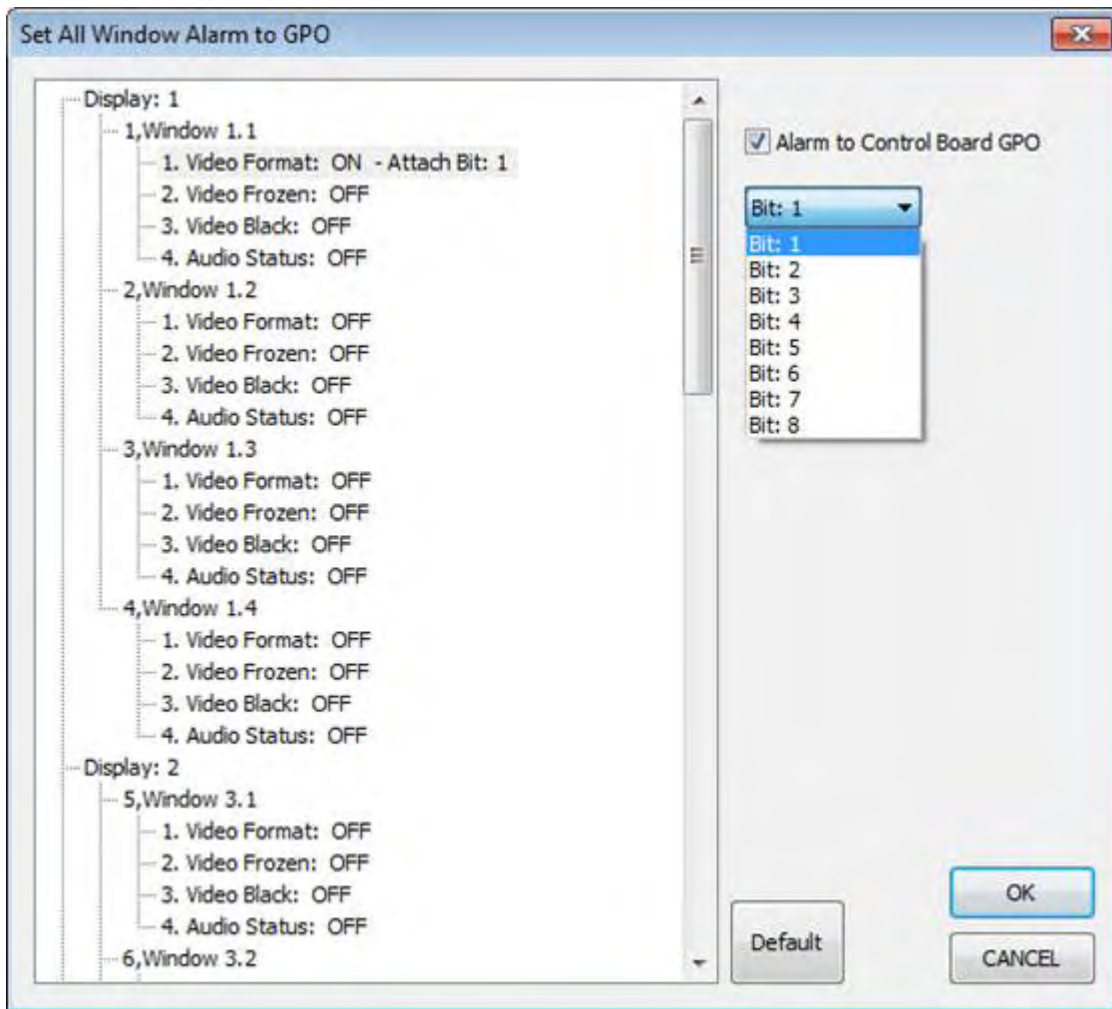 Set All Window Alarm to GPO
Display: 1
1,Window 1.1
1. Video Format: ON - Attach Bit: 1
2. Video Frozen: OFF
3. Video Black: OFF
4. Audio Status: OFF
2,Window 1.2
1. Video Format: OFF
2. Video Frozen: OFF
3. Video Black: OFF
4. Audio Status: OFF
3,Window 1.3
1. Video Format: OFF
2. Video Frozen: OFF
3. Video Black: OFF
4. Audio Status: OFF
4,Window 1.4
1. Video Format: OFF
2. Video Frozen: OFF
3. Video Black: OFF
4. Audio Status: OFF
Display: 2
5,Window 3.1
1. Video Format: OFF
2. Video Frozen: OFF
3. Video Black: OFF
4. Audio Status: OFF
6,Window 3.2
Alarm to Control Board GPO
Bit: 1
Bit: 1
Bit: 2
Bit: 3
Bit: 4
Bit: 5
Bit: 6
Bit: 7
Bit: 8
Default
OK
CANCEL